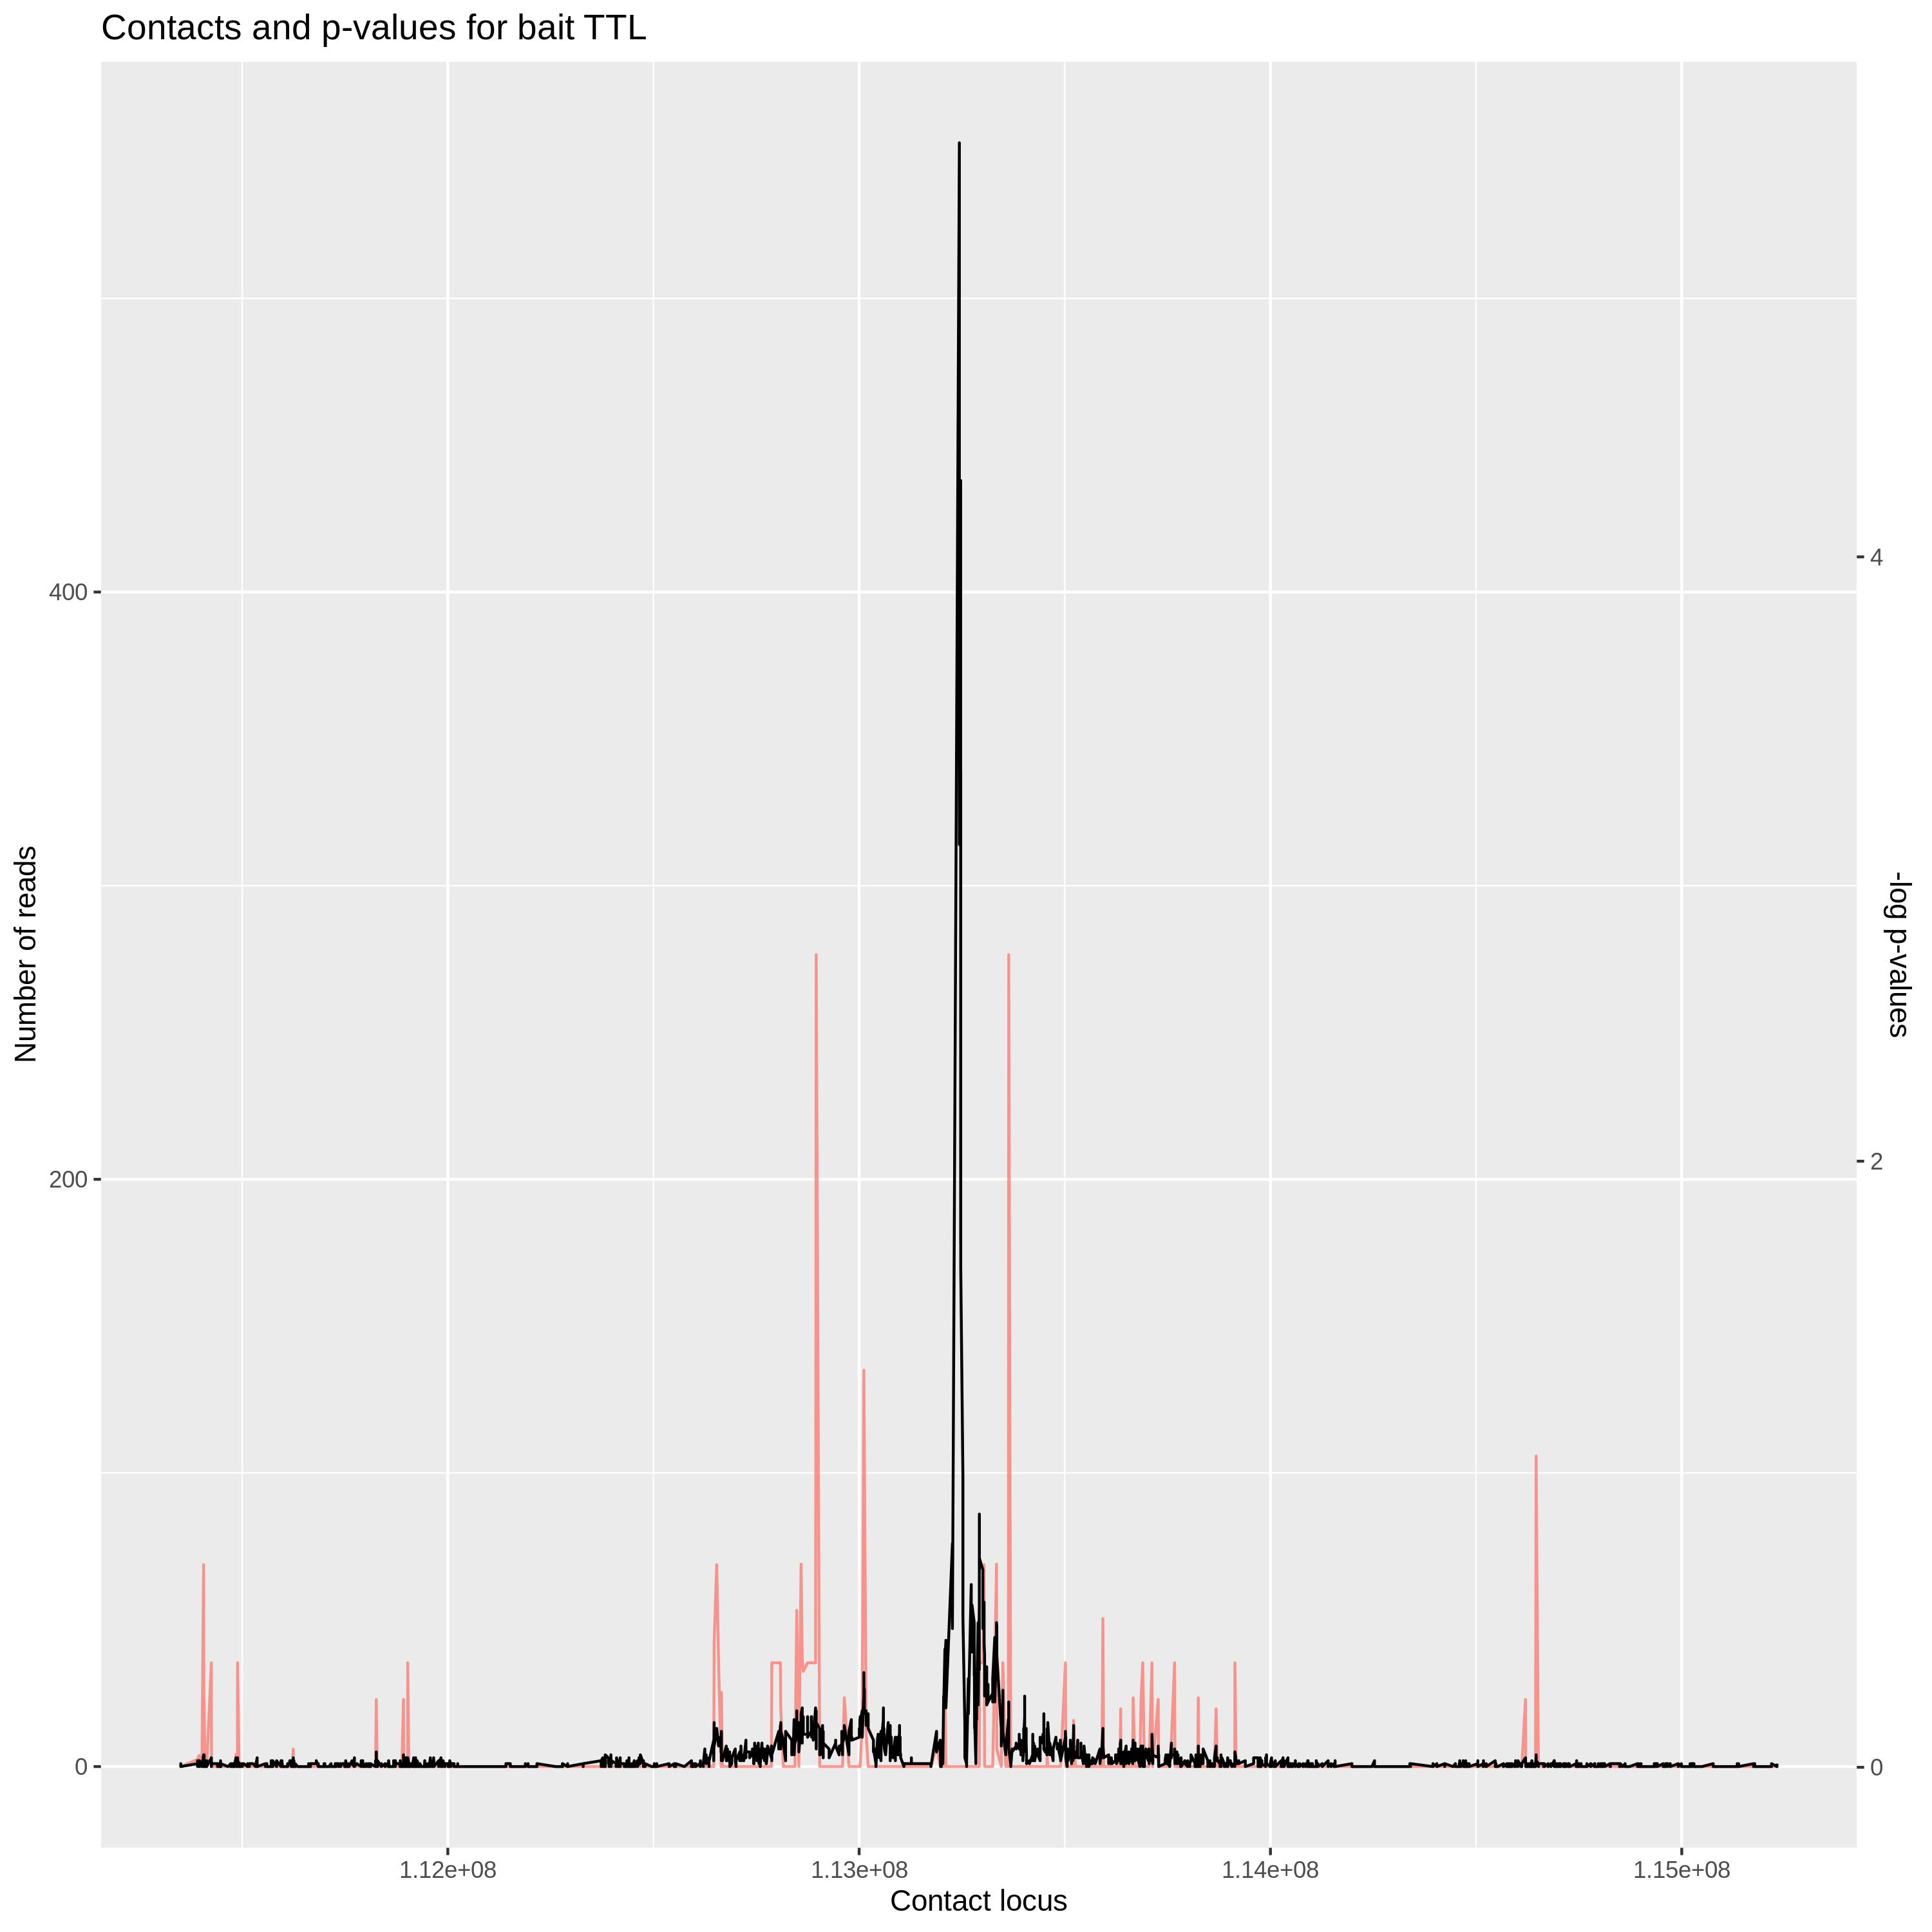 Contacts and p-values for bait TTL
Number of reads
400
200
0
-log p-values
4
2
0
1.12e+08
1.13e+08
1.14e+08
1.15e+08
Contact locus